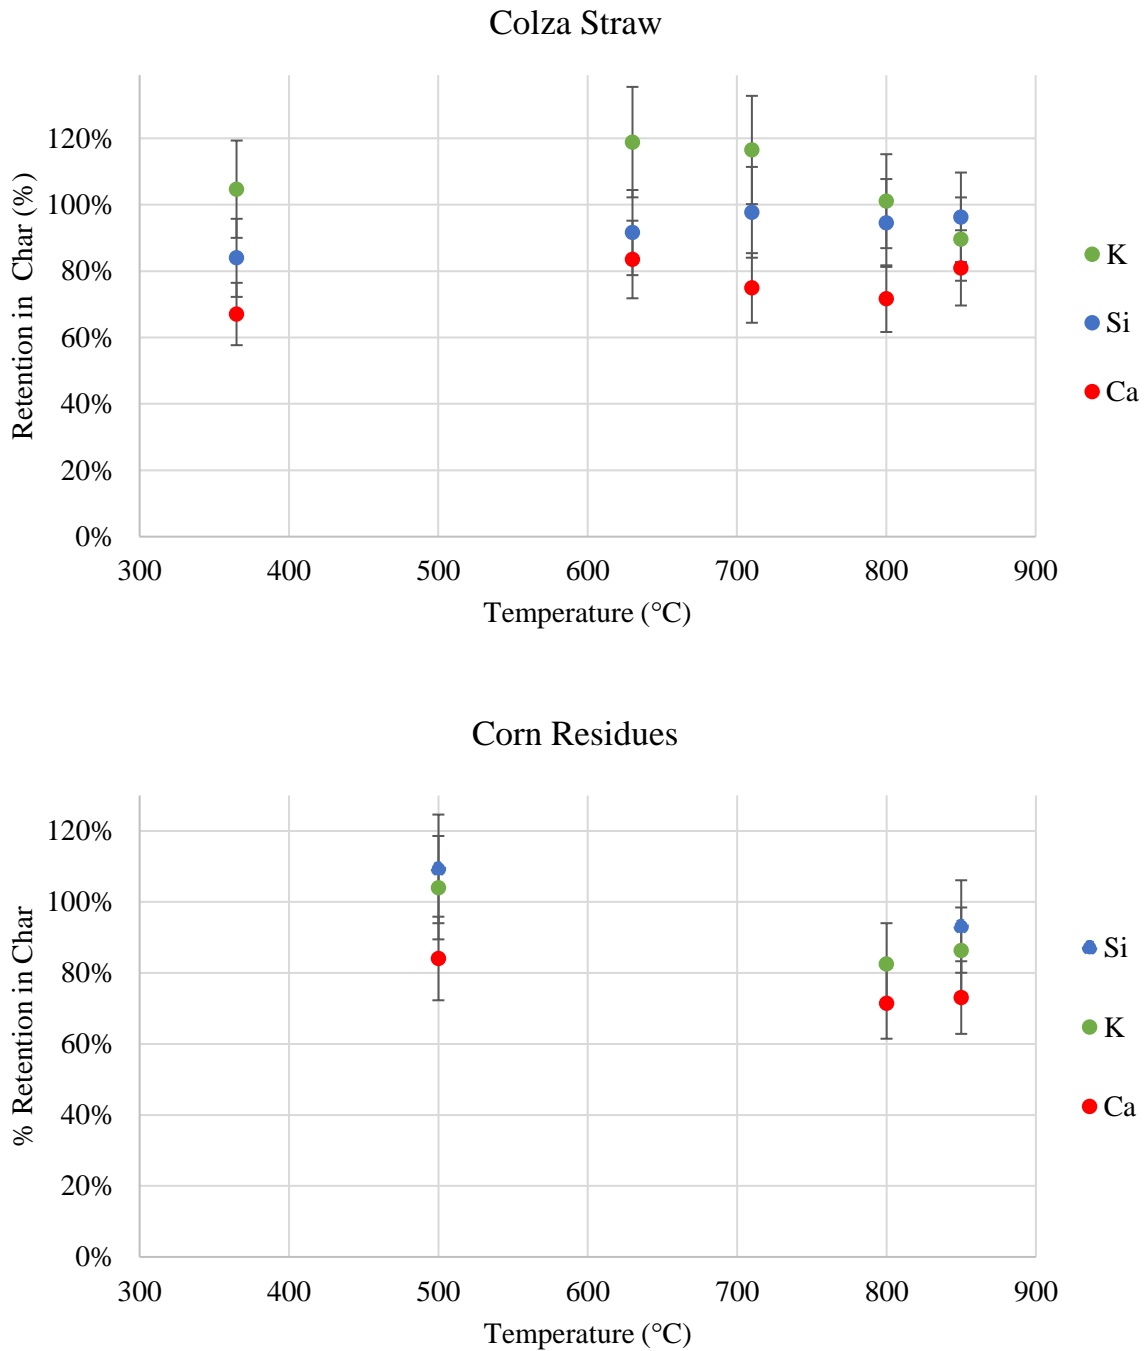 Colza Straw
Retention in Char (%)
120%
100%
80%
60%
40%
20%
0%
300 400 500 600 700 800 900
Temperature (°C)
K
Si
Ca
Corn Residues
% Retention in Char
120%
100%
80%
60%
40%
20%
0%
300 400 500 600 700 800 900
Temperature (°C)
Si
K
Ca